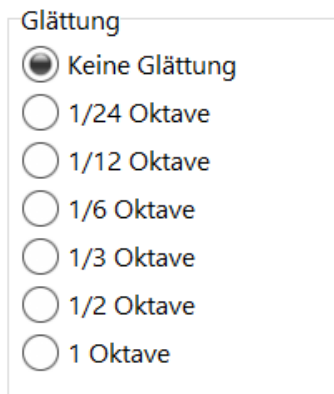 Glättung
Keine Glättung
1/24 Oktave
1/12 Oktave
1/6 Oktave
1/3 Oktave
1/2 Oktave
1 Oktave